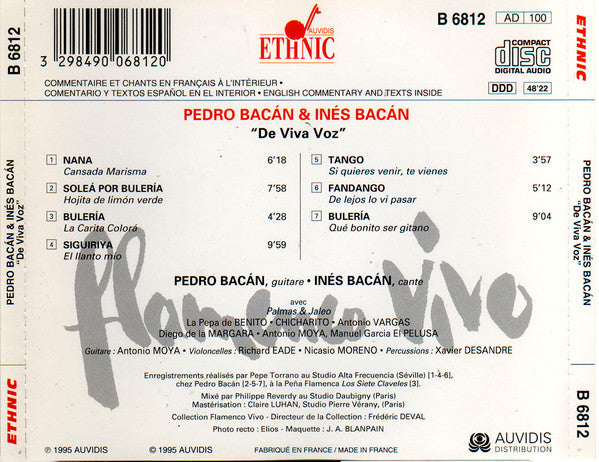 B 6812
3 298490 068120
AUVIDIS
ETHNIC
B 6812
AD 100
COMPACT
disc
DIGITAL AUDIO
DDD 48'22
ETHNIC
COMMENTAIRE ET CHANTS EN FRANÇAIS À L'INTÉRIEUR •
COMENTARIO Y TEXTOS ESPAÑOL EN EL INTERIOR • ENGLISH COMMENTARY AND TEXTS INSIDE
PEDRO BACÁN & INÉS BACÁN
"De Viva Voz"
1 NANA 6'18
Cansada Marisma
2 SOLEÁ POR BULERÍA 7'58
Hojita de limón verde
3 BULERÍA 4'28
La Carita Colorá
4 SIGUIRIYA 9'59
El llanto mío
5 TANGO 3'57
Si quieres venir, te vienes
6 FANDANGO 5'12
De lejos lo vi pasar
7 BULERÍA 9'04
Qué bonito ser gitano
flamenco vivo
PEDRO BACÁN, guitare • INÉS BACÁN, cante
avec
Palmas & Jaleo
La Pepa de BENITO • CHICHARITO • Antonio VARGAS
Diego de la MARGARA • Antonio MOYA, Manuel Garcia El PELUSA
Guitare : Antonio MOYA • Violoncelles : Richard EADE • Nicasio MORENO • Percussions : Xavier DESANDRE
Enregistrements réalisés par Pepe Torrano au Studio Alta Frecuencia (Séville) [1-4-6],
chez Pedro Bacán [2-5-7], à la Peña Flamenca Los Siete Claveles [3].
Mixé par Philippe Reverdy au Studio Daubigny (Paris)
Mastérisation : Claire LUHAN, Studio Pierre Vérany, (Paris)
Collection Flamenco Vivo - Directeur de la Collection : Frédéric DEVAL
Photo recto : Elios - Maquette : J. A. BLANPAIN
℗ 1995 AUVIDIS © 1995 AUVIDIS FABRIQUÉ EN FRANCE / MADE IN FRANCE
AUVIDIS
DISTRIBUTION
PEDRO BACÁN & INÉS BACÁN
"De Viva Voz"
ETHNIC
PEDRO BACÁN & INÉS BACÁN
"De Viva Voz"
B 6812